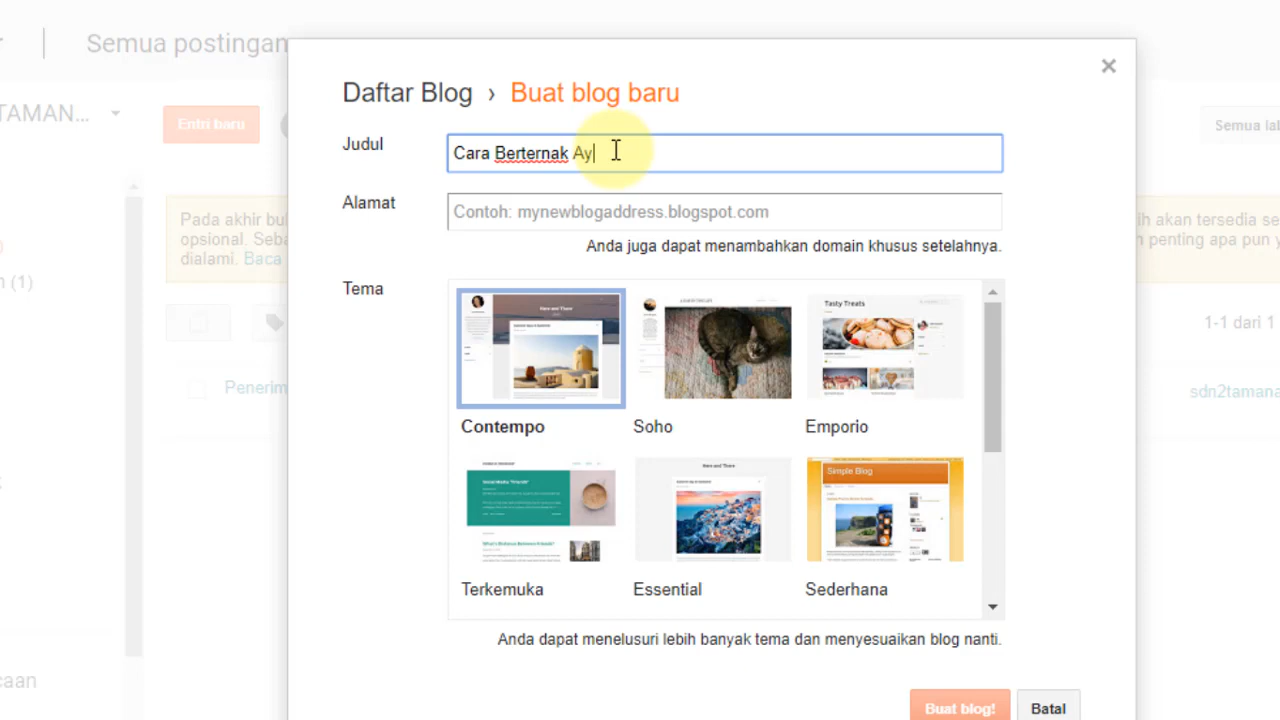 Semua postingan
Daftar Blog › Buat blog baru
TAMAN...
Entri baru
Semua lab
Judul
Cara Berternak Ay
Alamat
Contoh: mynewblogaddress.blogspot.com
Anda juga dapat menambahkan domain khusus setelahnya.
Pada akhir bul
opsional. Seba
dialami. Baca
ih akan tersedia se
penting apa pun y
n (1)
Tema
Tasty Treats
1-1 dari 1
Penerim
sdn2tamana
Contempo
Soho
Emporio
Simple Blog
Terkemuka
Essential
Sederhana
Anda dapat menelusuri lebih banyak tema dan menyesuaikan blog nanti.
caan
Buat blog!
Batal